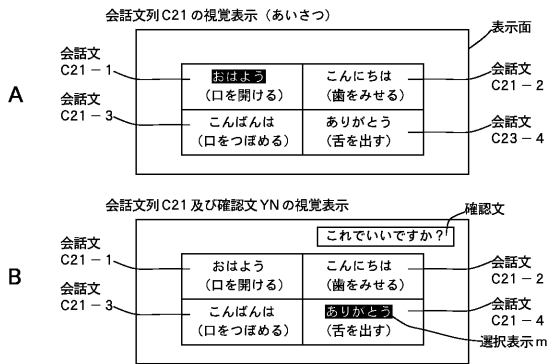 会話文列C21の視覚表示（あいさつ）
表示面
会話文
C21－1
おはよう
（口を開ける）
こんにちは
（歯をみせる）
会話文
C21－2
A
会話文
C21－3
こんばんは
（口をつぼめる）
ありがとう
（舌を出す）
会話文
C23－4
会話文列C21及び確認文YNの視覚表示
確認文
これでいいですか？
会話文
C21－1
おはよう
（口を開ける）
こんにちは
（歯をみせる）
会話文
C21－2
B
会話文
C21－3
こんばんは
（口をつぼめる）
ありがとう
（舌を出す）
会話文
C21－4
選択表示m